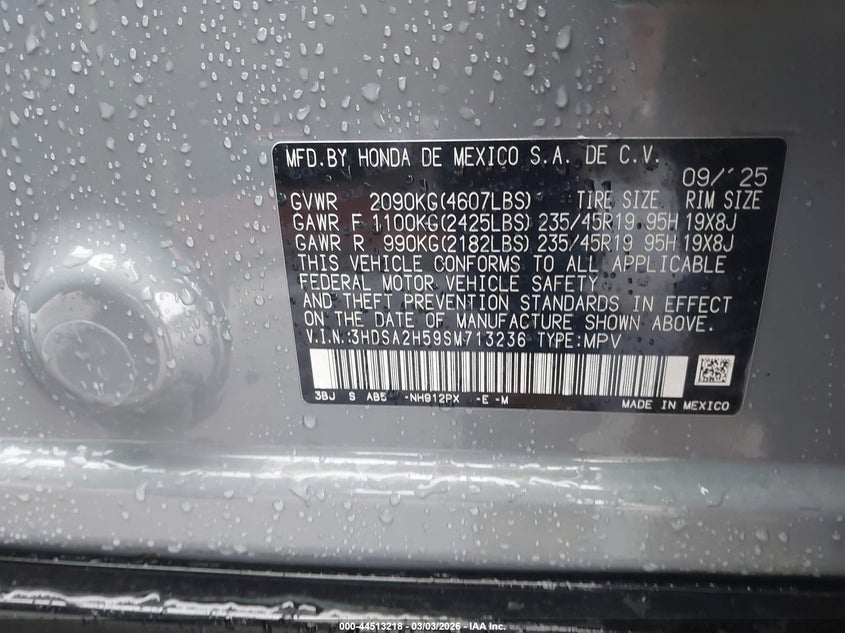 MFD.BY HONDA DE MEXICO S.A. DE C.V.
09/'25
GVWR 2090KG(4607LBS) TIRE SIZE RIM SIZE
GAWR F 1100KG(2425LBS) 235/45R19 95H 19X8J
GAWR R 990KG(2182LBS) 235/45R19 95H 19X8J
THIS VEHICLE CONFORMS TO ALL APPLICABLE
FEDERAL MOTOR VEHICLE SAFETY
AND THEFT PREVENTION STANDARDS IN EFFECT
ON THE DATE OF MANUFACTURE SHOWN ABOVE.
V.I.N.:3HDSA2H59SM713236 TYPE:MPV
3BJ S AB5 -NH912PX -E -M
MADE IN MEXICO
000-44513218 - 03/03/2026 - IAA Inc.